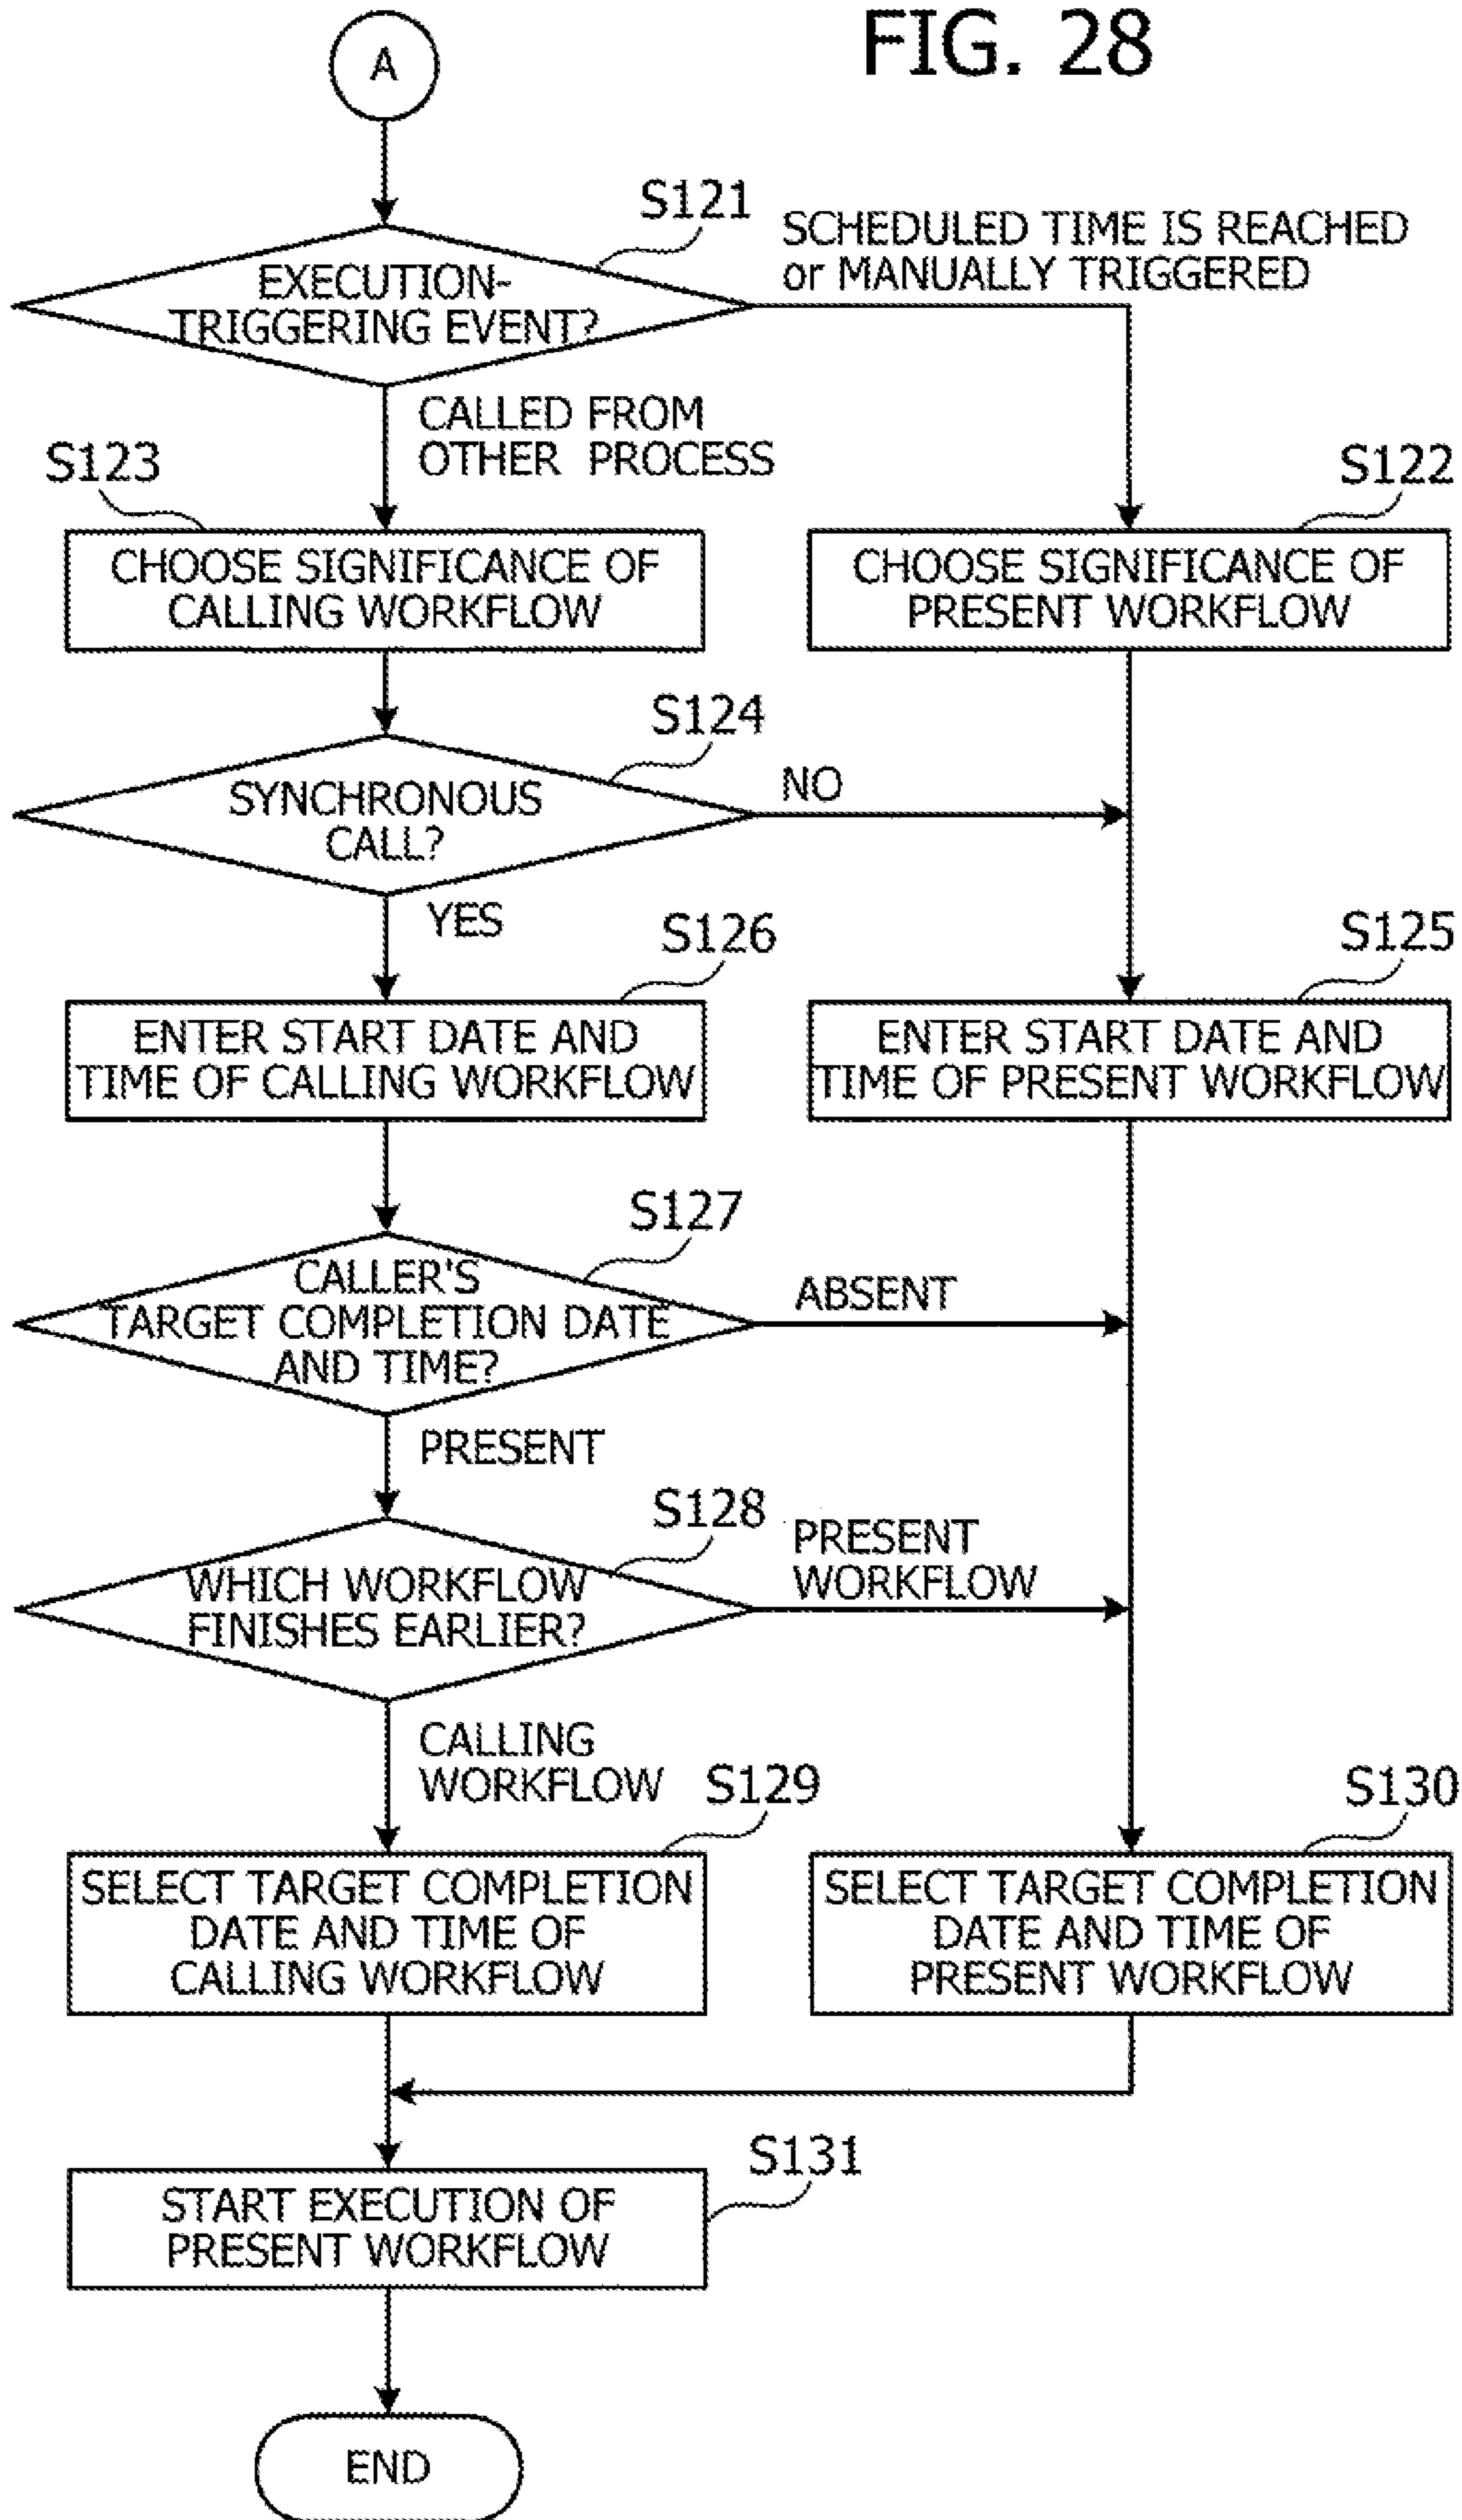 FIG. 28
A
S121
SCHEDULED TIME IS REACHED
or MANUALLY TRIGGERED
EXECUTION-
TRIGGERING EVENT?
CALLED FROM
OTHER PROCESS
S123
S122
CHOOSE SIGNIFICANCE OF
CALLING WORKFLOW
CHOOSE SIGNIFICANCE OF
PRESENT WORKFLOW
S124
NO
SYNCHRONOUS
CALL?
YES
S126
S125
ENTER START DATE AND
TIME OF CALLING WORKFLOW
ENTER START DATE AND
TIME OF PRESENT WORKFLOW
S127
CALLER'S
TARGET COMPLETION DATE
AND TIME?
ABSENT
PRESENT
S128
PRESENT
WORKFLOW
WHICH WORKFLOW
FINISHES EARLIER?
CALLING
WORKFLOW
S129
S130
SELECT TARGET COMPLETION
DATE AND TIME OF
CALLING WORKFLOW
SELECT TARGET COMPLETION
DATE AND TIME OF
PRESENT WORKFLOW
S131
START EXECUTION OF
PRESENT WORKFLOW
END